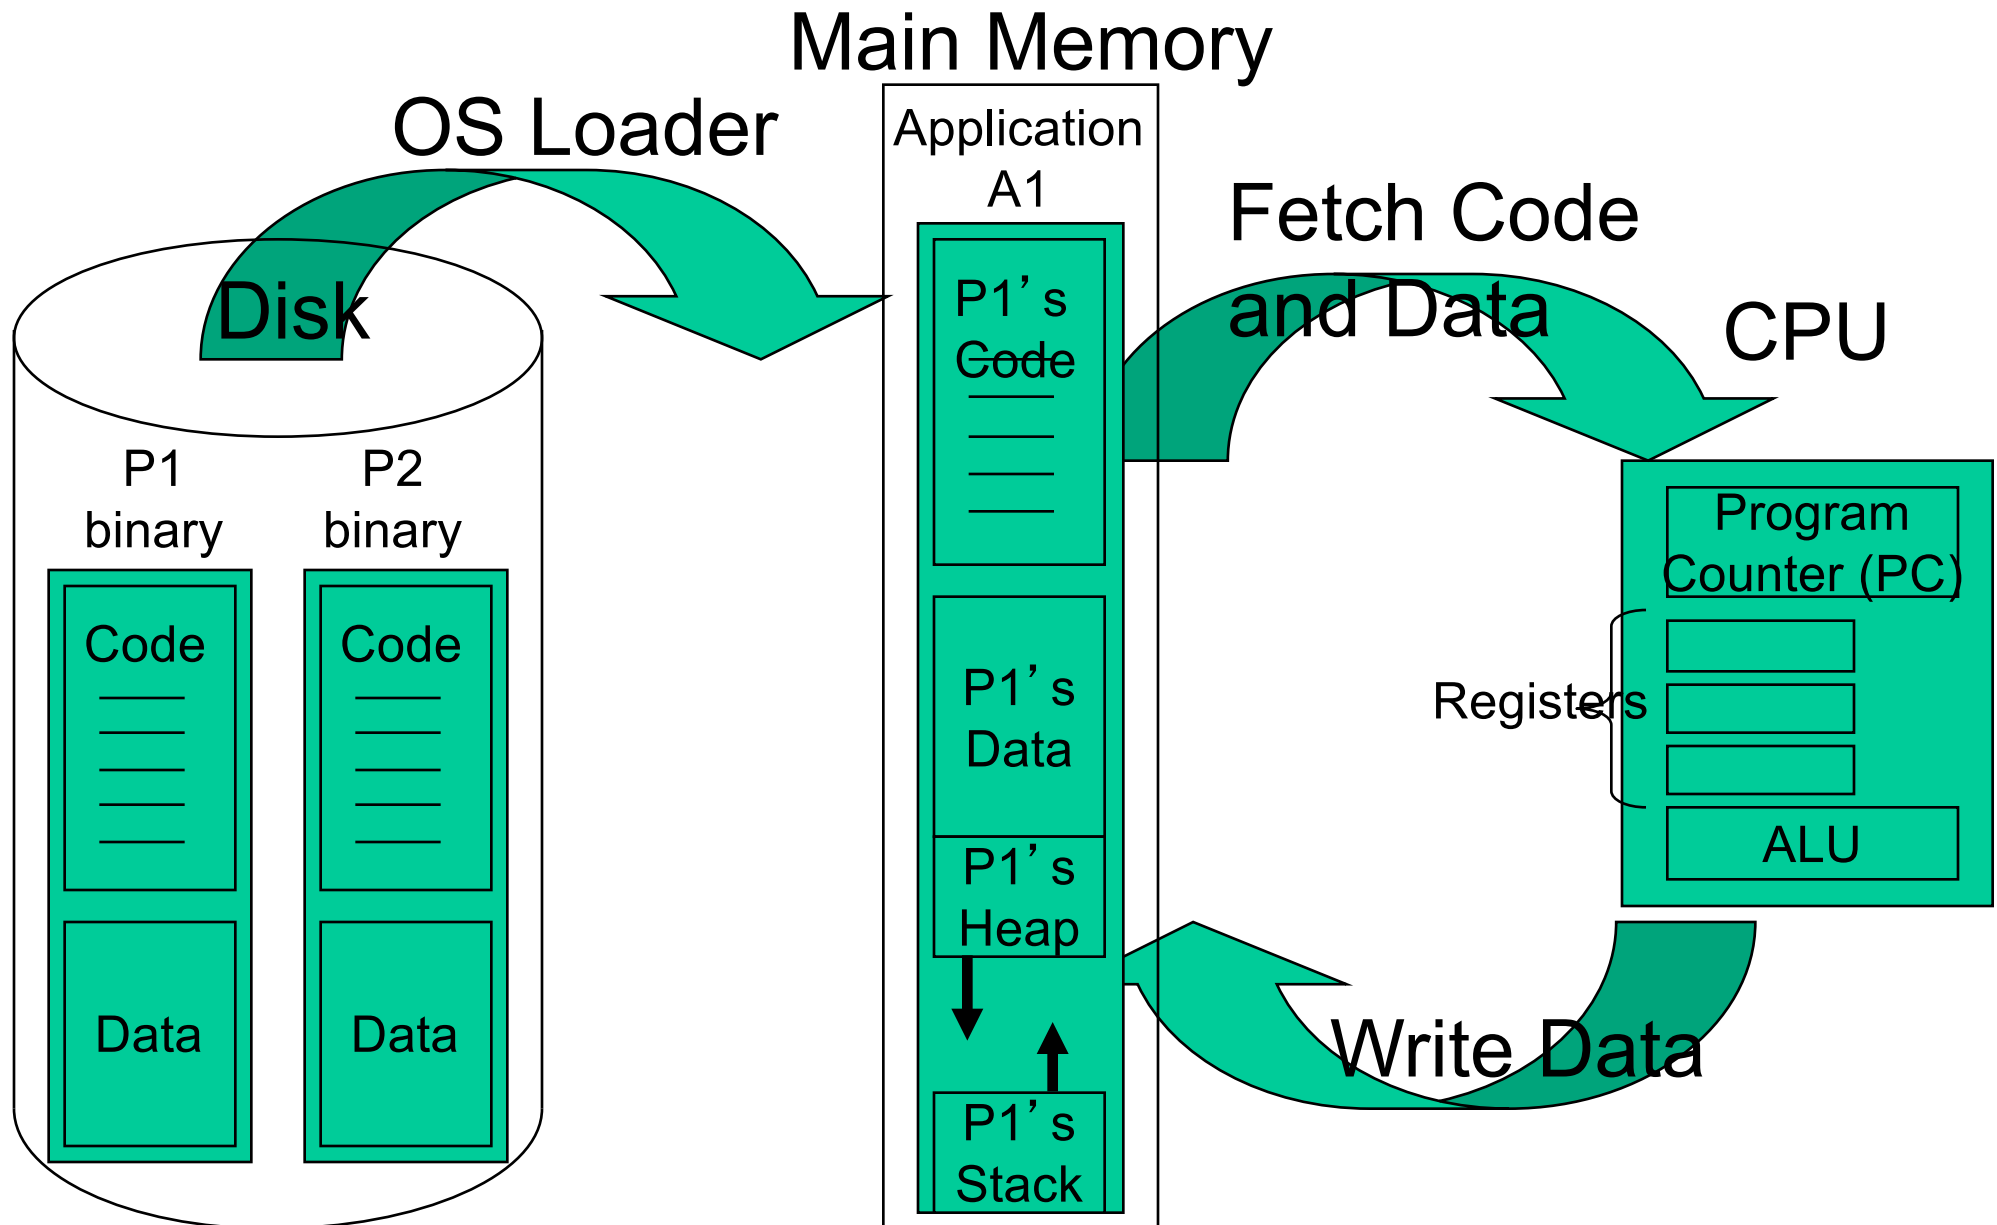 Main Memory
OS Loader
Application
A1
Fetch Code
and Data
CPU
Disk
P1
binary
P2
binary
Code
Data
Code
Data
P1’s
Code
P1’s
Data
P1’s
Heap
P1’s
Stack
Program
Counter (PC)
Registers
ALU
Write Data